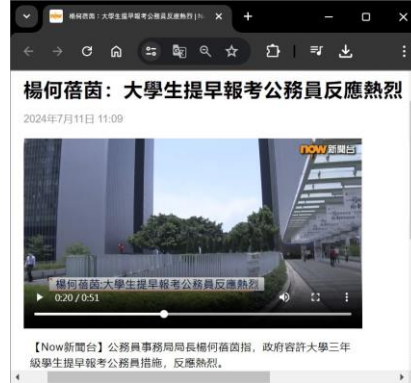 楊何蓓茵：大學生提早報考公務員反應熱烈 | N
楊何蓓茵：大學生提早報考公務員反應熱烈
2024年7月11日 11:09
now 新聞台
楊何蓓茵:大學生提早報考公務員反應熱烈
0:20 / 0:51
【Now新聞台】公務員事務局局長楊何蓓茵指，政府容許大學三年
級學生提早報考公務員措施，反應熱烈。